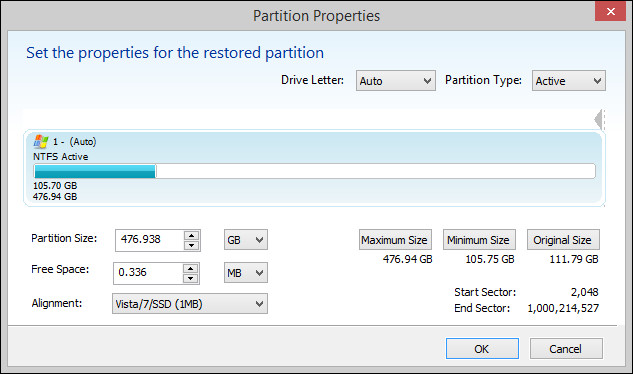 Partition Properties
Set the properties for the restored partition
Drive Letter: Auto Partition Type: Active
1 - (Auto)
NTFS Active
105.70 GB
476.94 GB
Partition Size: 476.938 GB Maximum Size Minimum Size Original Size
476.94 GB 105.75 GB 111.79 GB
Free Space: 0.336 MB
Start Sector: 2,048
Alignment: Vista/7/SSD (1MB) End Sector: 1,000,214,527
OK Cancel